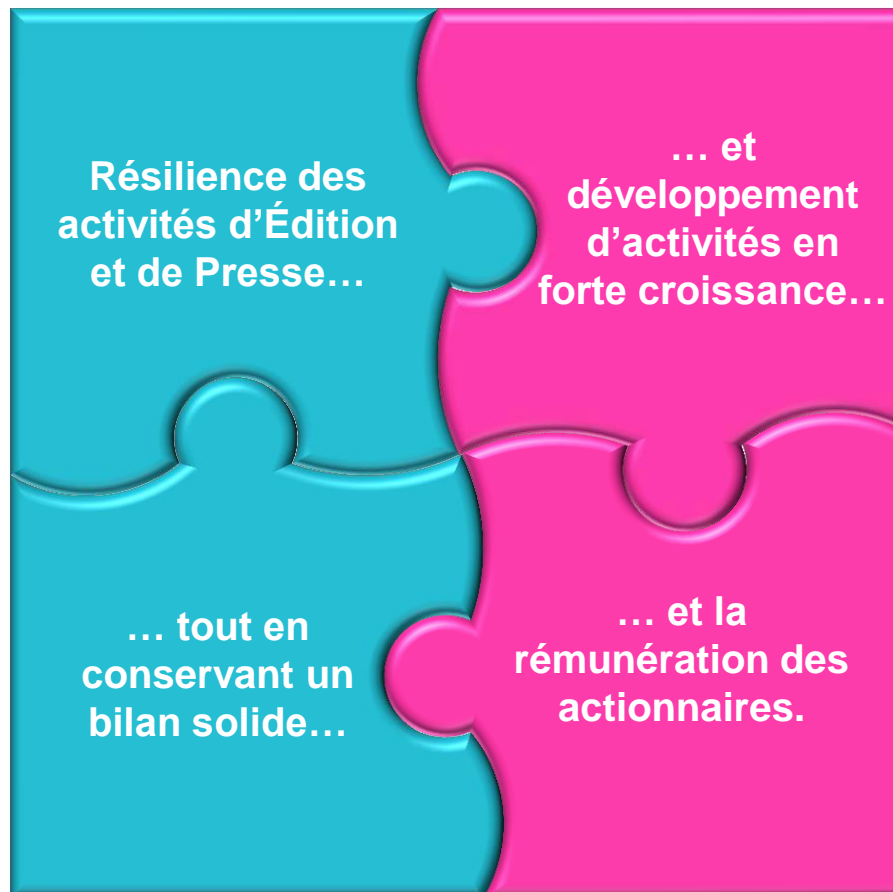 Résilience des
activités d’Édition
et de Presse…
… et
développement
d’activités en
forte croissance…
… tout en
conservant un
bilan solide…
… et la
rémunération des
actionnaires.